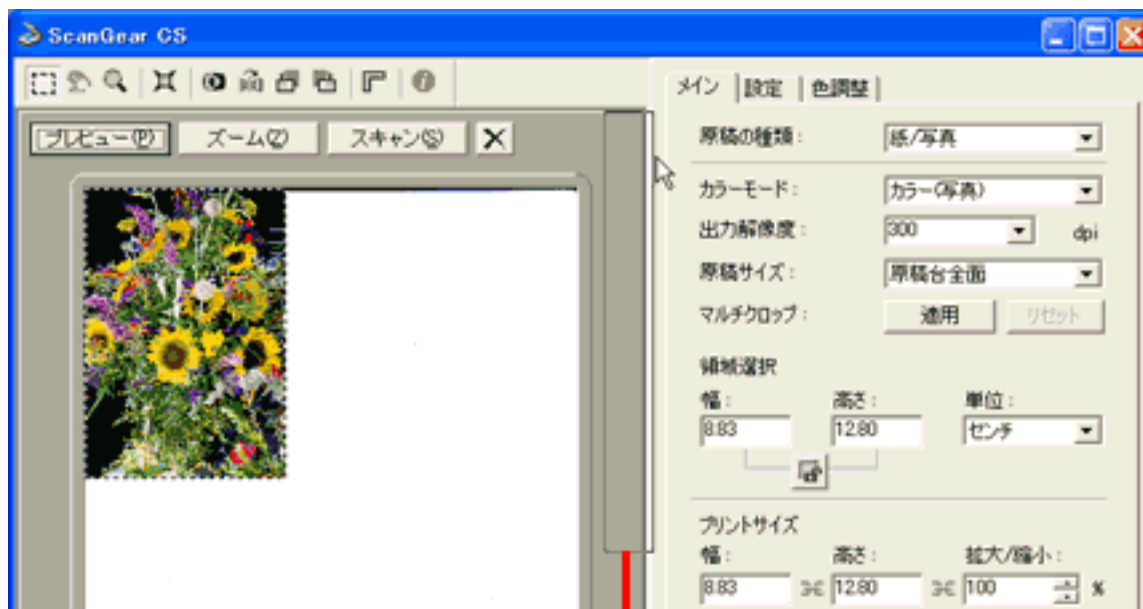 ScanGear CS
プレビュー(P) ズーム(Z) スキャン(S)
メイン 設定 色調整
原稿の種類： 紙/写真
カラーモード： カラー(写真)
出力解像度： 300 dpi
原稿サイズ： 原稿台全面
マルチクロップ： 適用 リセット
領域選択
幅： 高さ： 単位：
8.83 12.80 センチ
プリントサイズ
幅： 高さ： 拡大/縮小：
8.83 12.80 100 %